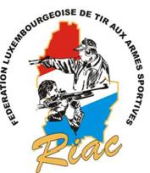 FEDERATION LUXEMBOURGEOISE DE TIR AUX ARMES SPORTIVES
Riac